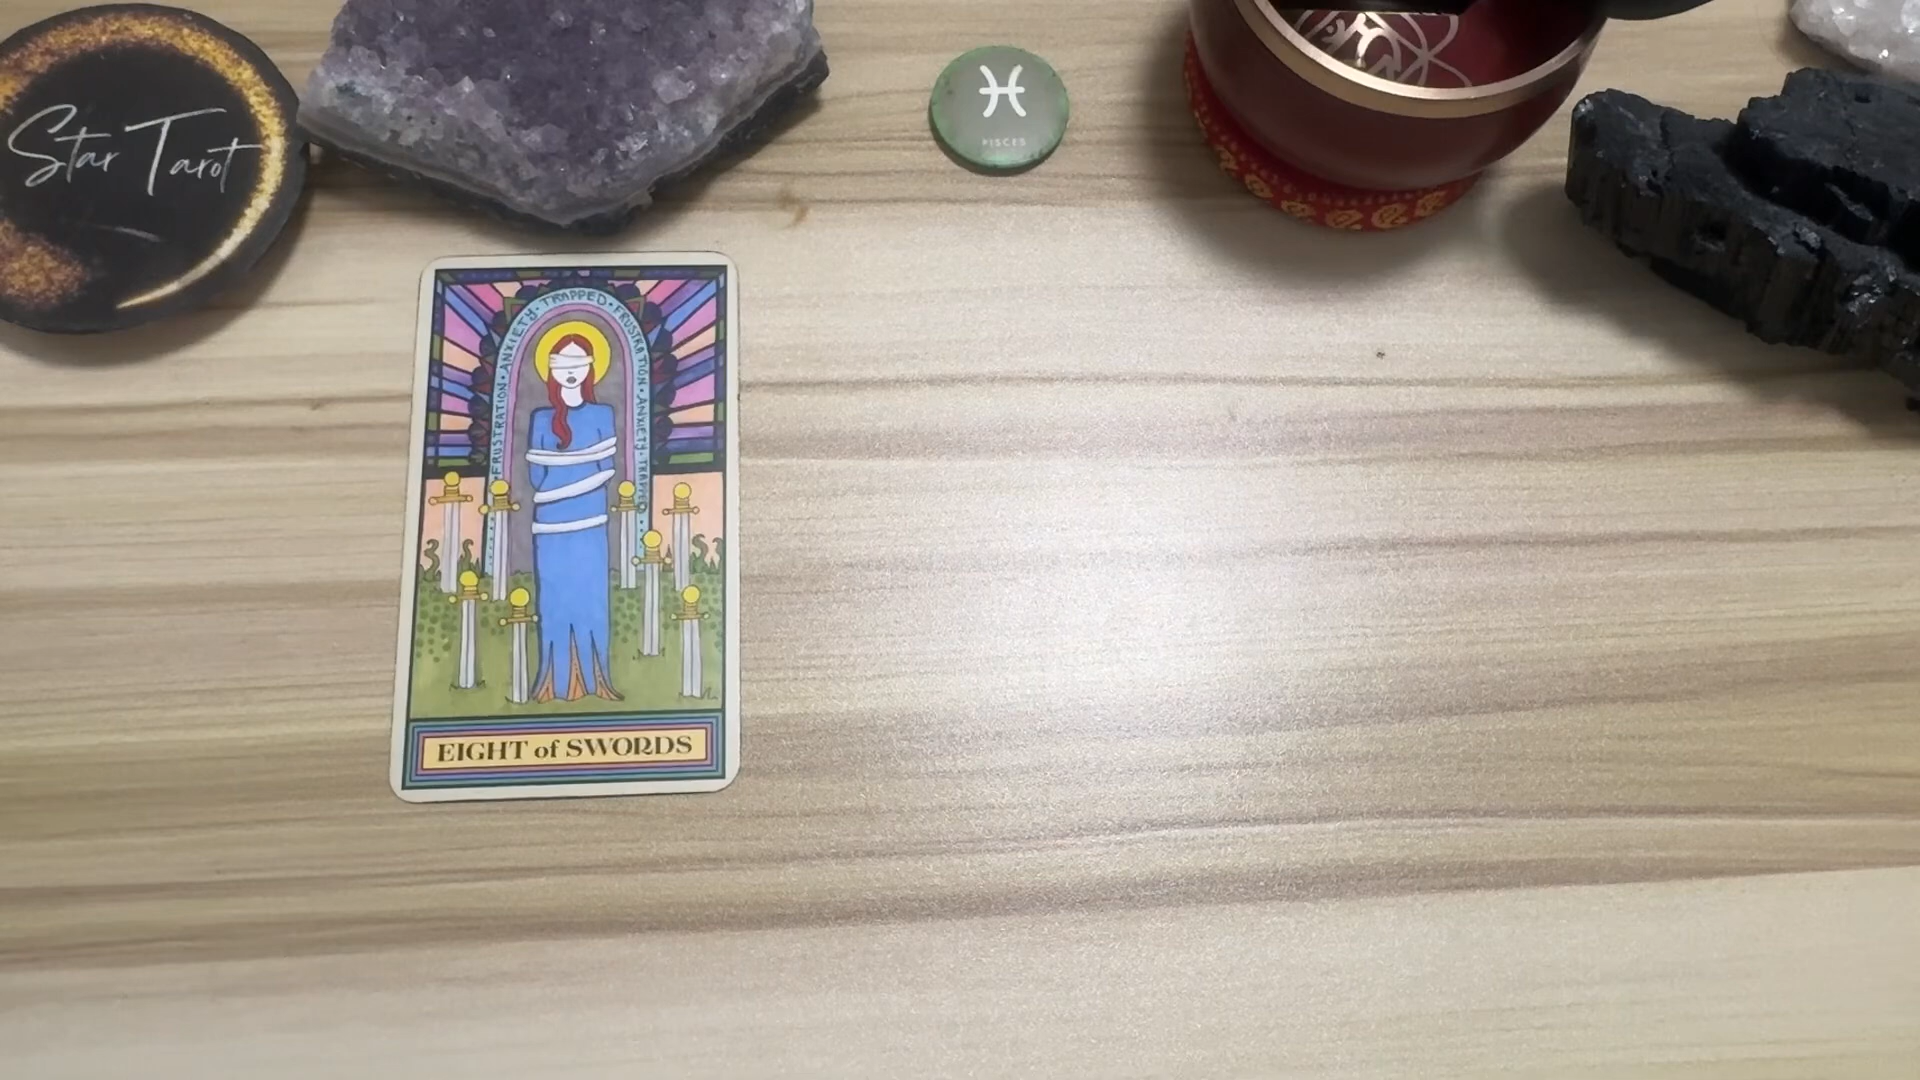 Star Tarot
PISCES
FRUSTRATION · ANXIETY · TRAPPED · FRUSTRATION · ANXIETY · TRAPPED
EIGHT of SWORDS